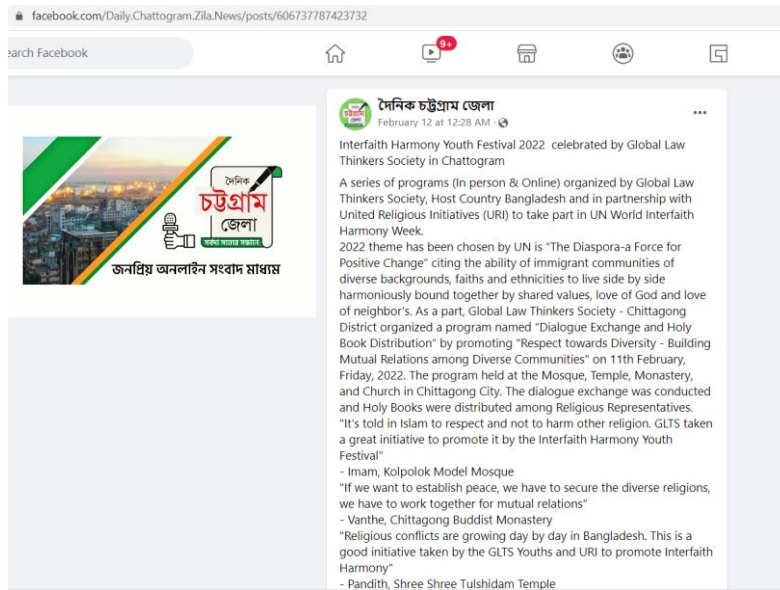 facebook.com/Daily.Chattogram.Zila.News/posts/606737787423732
earch Facebook
9+
দৈনিক
চট্টগ্রাম
জেলা
সর্বদা সত্যের সন্ধানে
জনপ্রিয় অনলাইন সংবাদ মাধ্যম
দৈনিক চট্টগ্রাম জেলা
February 12 at 12:28 AM ·
Interfaith Harmony Youth Festival 2022 celebrated by Global Law
Thinkers Society in Chattogram
A series of programs (In person & Online) organized by Global Law
Thinkers Society, Host Country Bangladesh and in partnership with
United Religious Initiatives (URI) to take part in UN World Interfaith
Harmony Week.
2022 theme has been chosen by UN is "The Diaspora-a Force for
Positive Change" citing the ability of immigrant communities of
diverse backgrounds, faiths and ethnicities to live side by side
harmoniously bound together by shared values, love of God and love
of neighbor's. As a part, Global Law Thinkers Society - Chittagong
District organized a program named "Dialogue Exchange and Holy
Book Distribution" by promoting "Respect towards Diversity - Building
Mutual Relations among Diverse Communities" on 11th February,
Friday, 2022. The program held at the Mosque, Temple, Monastery,
and Church in Chittagong City. The dialogue exchange was conducted
and Holy Books were distributed among Religious Representatives.
"It's told in Islam to respect and not to harm other religion. GLTS taken
a great initiative to promote it by the Interfaith Harmony Youth
Festival"
- Imam, Kolpolok Model Mosque
"If we want to establish peace, we have to secure the diverse religions,
we have to work together for mutual relations"
- Vanthe, Chittagong Buddist Monastery
"Religious conflicts are growing day by day in Bangladesh. This is a
good initiative taken by the GLTS Youths and URI to promote Interfaith
Harmony"
- Pandith, Shree Shree Tulshidam Temple